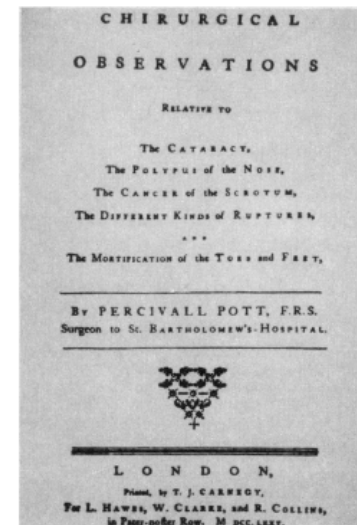 CHIRURGICAL
OBSERVATIONS
RELATIVE TO
The CATARACT,
The POLYPUS of the NOSE,
The CANCER of the SCROTUM,
The DIFFERENT KINDS of RUPTURES,
AND
The MORTIFICATION of the TOES and FEET,
By PERCIVALL POTT, F.R.S.
Surgeon to St. BARTHOLOMEW's-HOSPITAL.
LONDON,
Printed, by T. J. CARNEGY,
For L. HAWES, W. CLARKE, and R. COLLINS,
in Pater-noster Row. M DCC.LXXV.